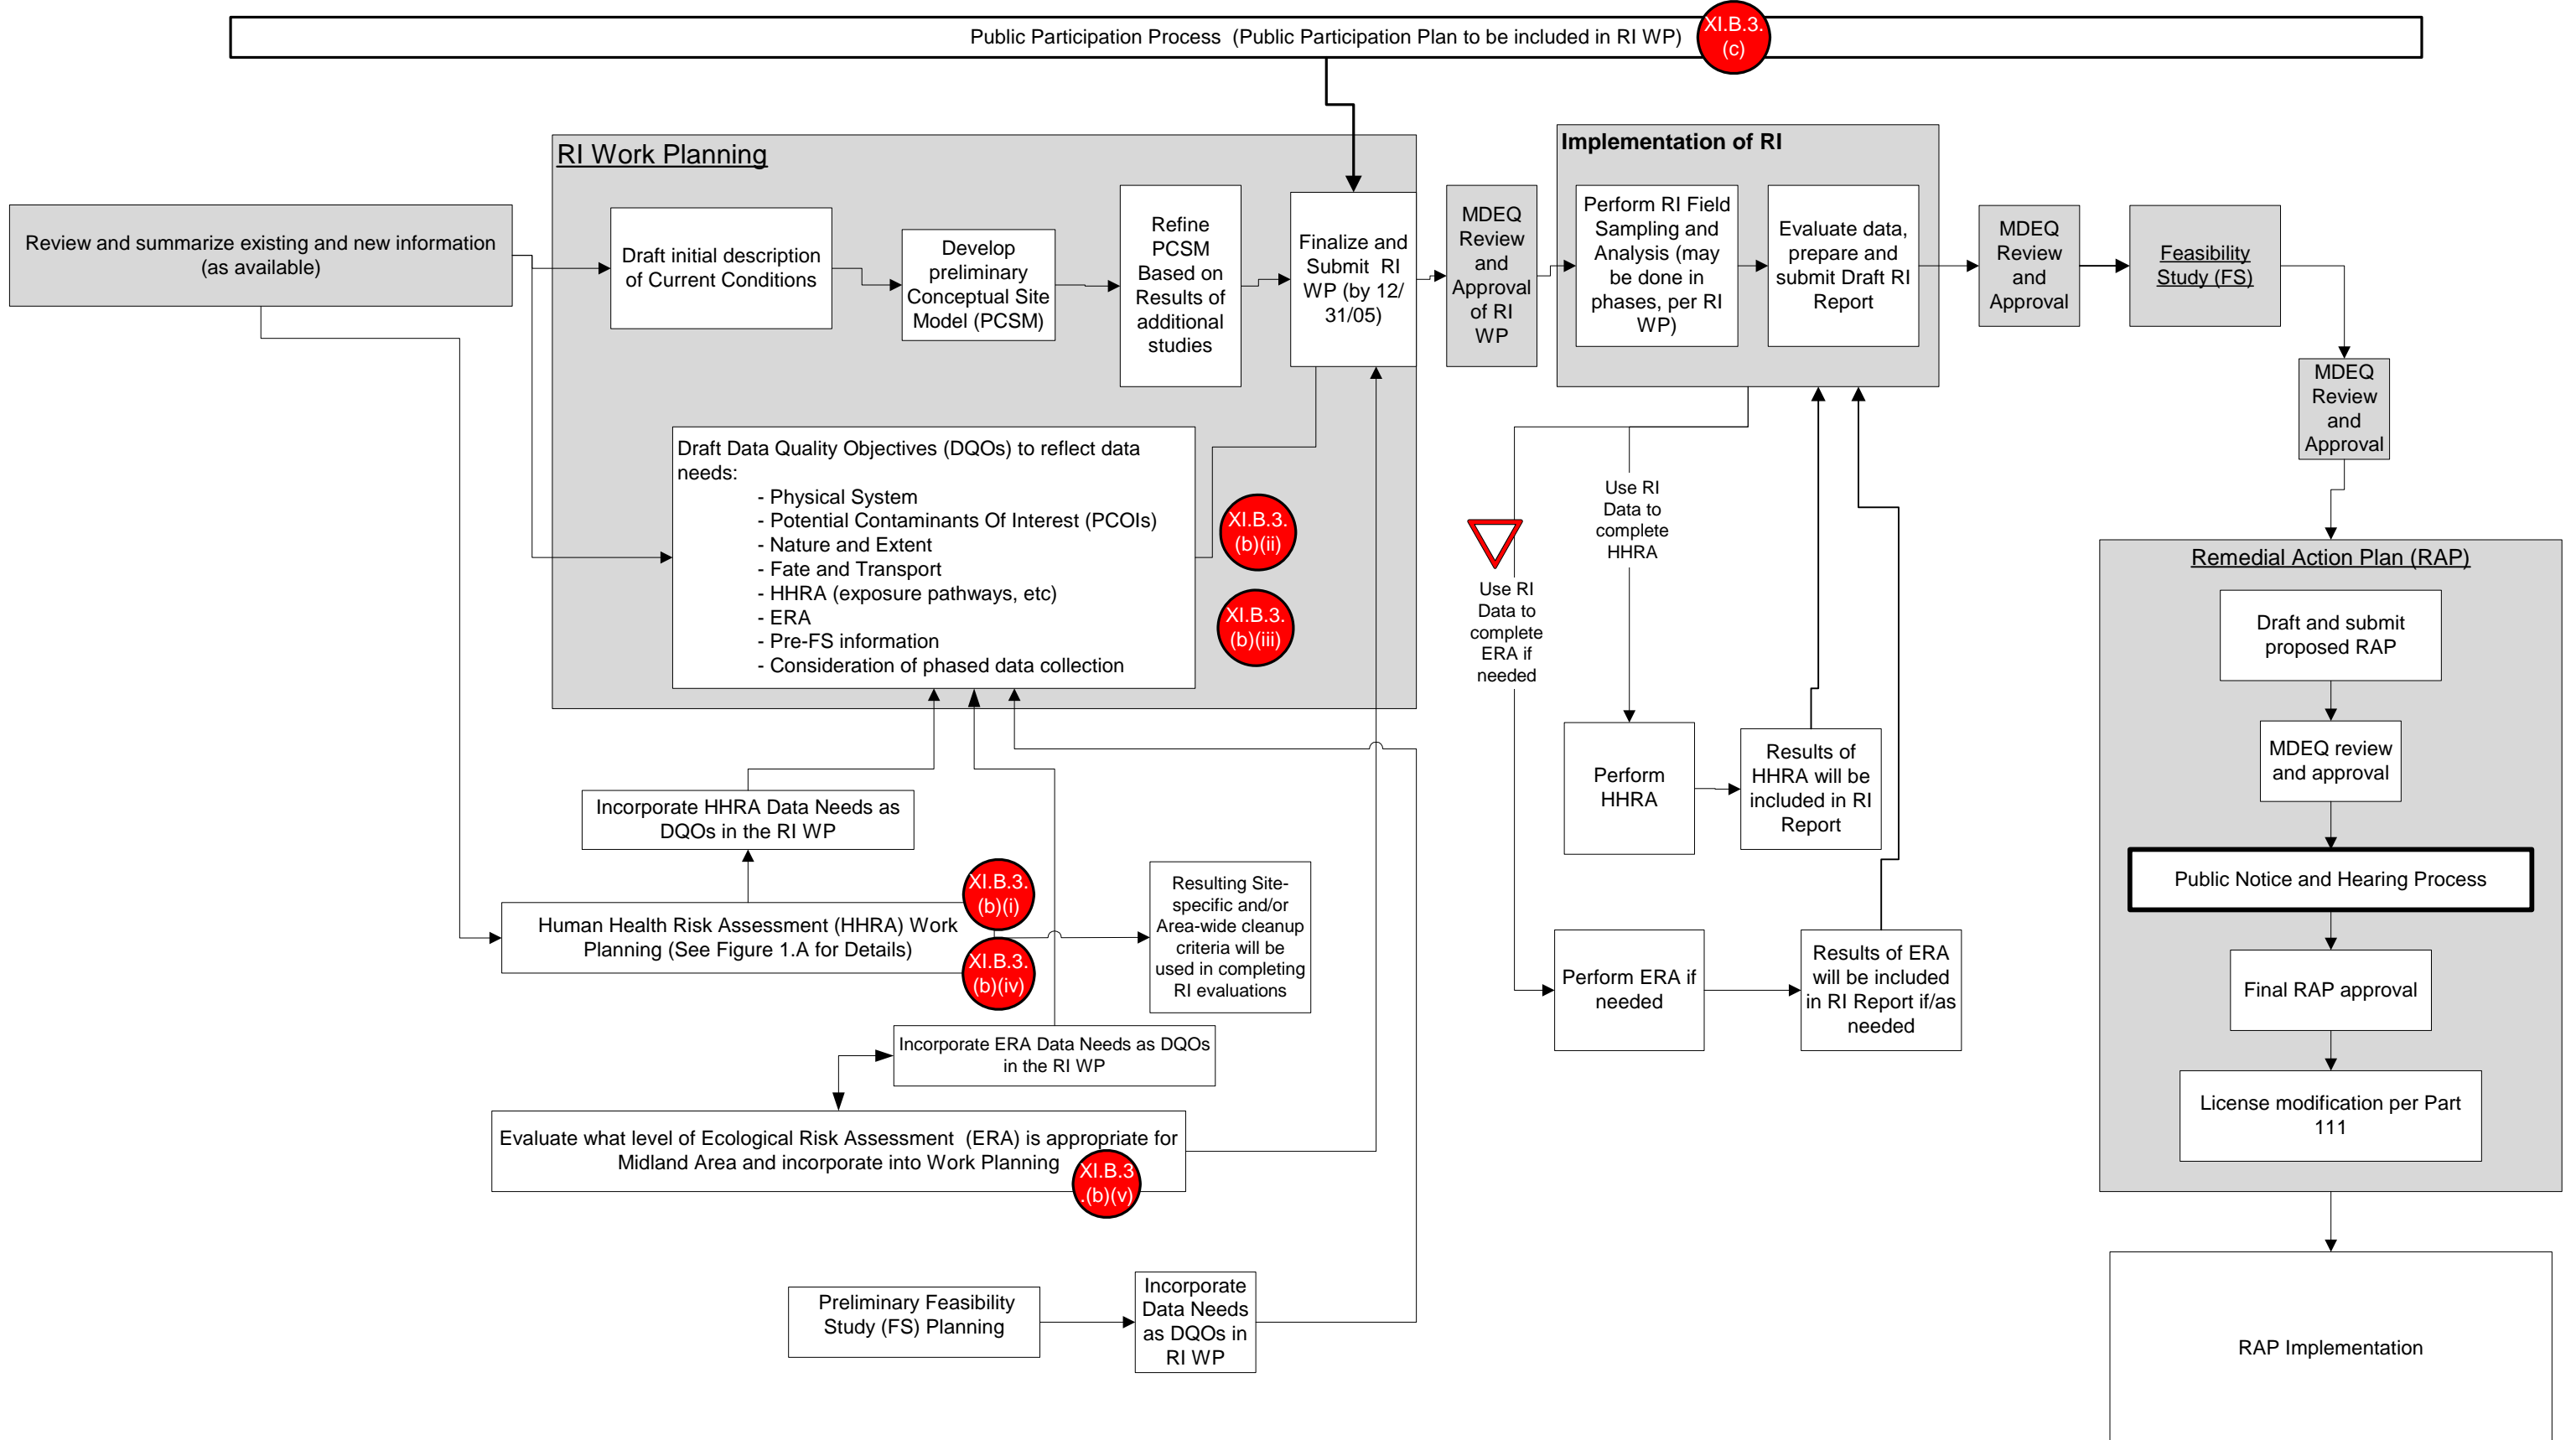 Public Participation Process  (Public Participation Plan to be included in RI WP)
XI.B.3.
(c)
RI Work Planning
Review and summarize existing and new information
(as available)
Draft initial description
of Current Conditions
Develop
preliminary
Conceptual Site
Model (PCSM)
Refine
PCSM
Based on
Results of
additional
studies
Finalize and
Submit  RI
WP (by 12/
31/05)
MDEQ
Review
and
Approval
of RI
WP
Implementation of RI
Perform RI Field
Sampling and
Analysis (may
be done in
phases, per RI
WP)
Evaluate data,
prepare and
submit Draft RI
Report
MDEQ
Review
and
Approval
Feasibility
Study (FS)
MDEQ
Review
and
Approval
Draft Data Quality Objectives (DQOs) to reflect data
needs:
- Physical System
- Potential Contaminants Of Interest (PCOIs)
- Nature and Extent
- Fate and Transport
- HHRA (exposure pathways, etc)
- ERA
- Pre-FS information
- Consideration of phased data collection
XI.B.3.
(b)(ii)
XI.B.3.
(b)(iii)
Use RI
Data to
complete
HHRA
Use RI
Data to
complete
ERA if
needed
Perform
HHRA
Results of
HHRA will be
included in RI
Report
Perform ERA if
needed
Results of ERA
will be included
in RI Report if/as
needed
Incorporate HHRA Data Needs as
DQOs in the RI WP
Human Health Risk Assessment (HHRA) Work
Planning (See Figure 1.A for Details)
XI.B.3.
(b)(i)
XI.B.3.
(b)(iv)
Resulting Site-
specific and/or
Area-wide cleanup
criteria will be
used in completing
RI evaluations
Incorporate ERA Data Needs as DQOs
in the RI WP
Evaluate what level of Ecological Risk Assessment  (ERA) is appropriate for
Midland Area and incorporate into Work Planning
XI.B.3
.(b)(v)
Preliminary Feasibility
Study (FS) Planning
Incorporate
Data Needs
as DQOs in
RI WP
Remedial Action Plan (RAP)
Draft and submit
proposed RAP
MDEQ review
and approval
Public Notice and Hearing Process
Final RAP approval
License modification per Part
111
RAP Implementation